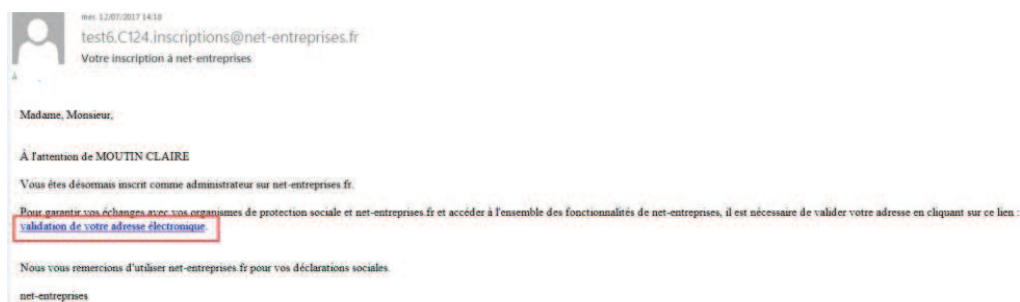 mer. 12/07/2017 14:18
test6.C124.inscriptions@net-entreprises.fr
Votre inscription à net-entreprises
À
Madame, Monsieur,
À l'attention de MOUTIN CLAIRE
Vous êtes désormais inscrit comme administrateur sur net-entreprises.fr.
Pour garantir vos échanges avec vos organismes de protection sociale et net-entreprises.fr et accéder à l'ensemble des fonctionnalités de net-entreprises, il est nécessaire de valider votre adresse en cliquant sur ce lien :
validation de votre adresse électronique.
Nous vous remercions d'utiliser net-entreprises.fr pour vos déclarations sociales.
net-entreprises